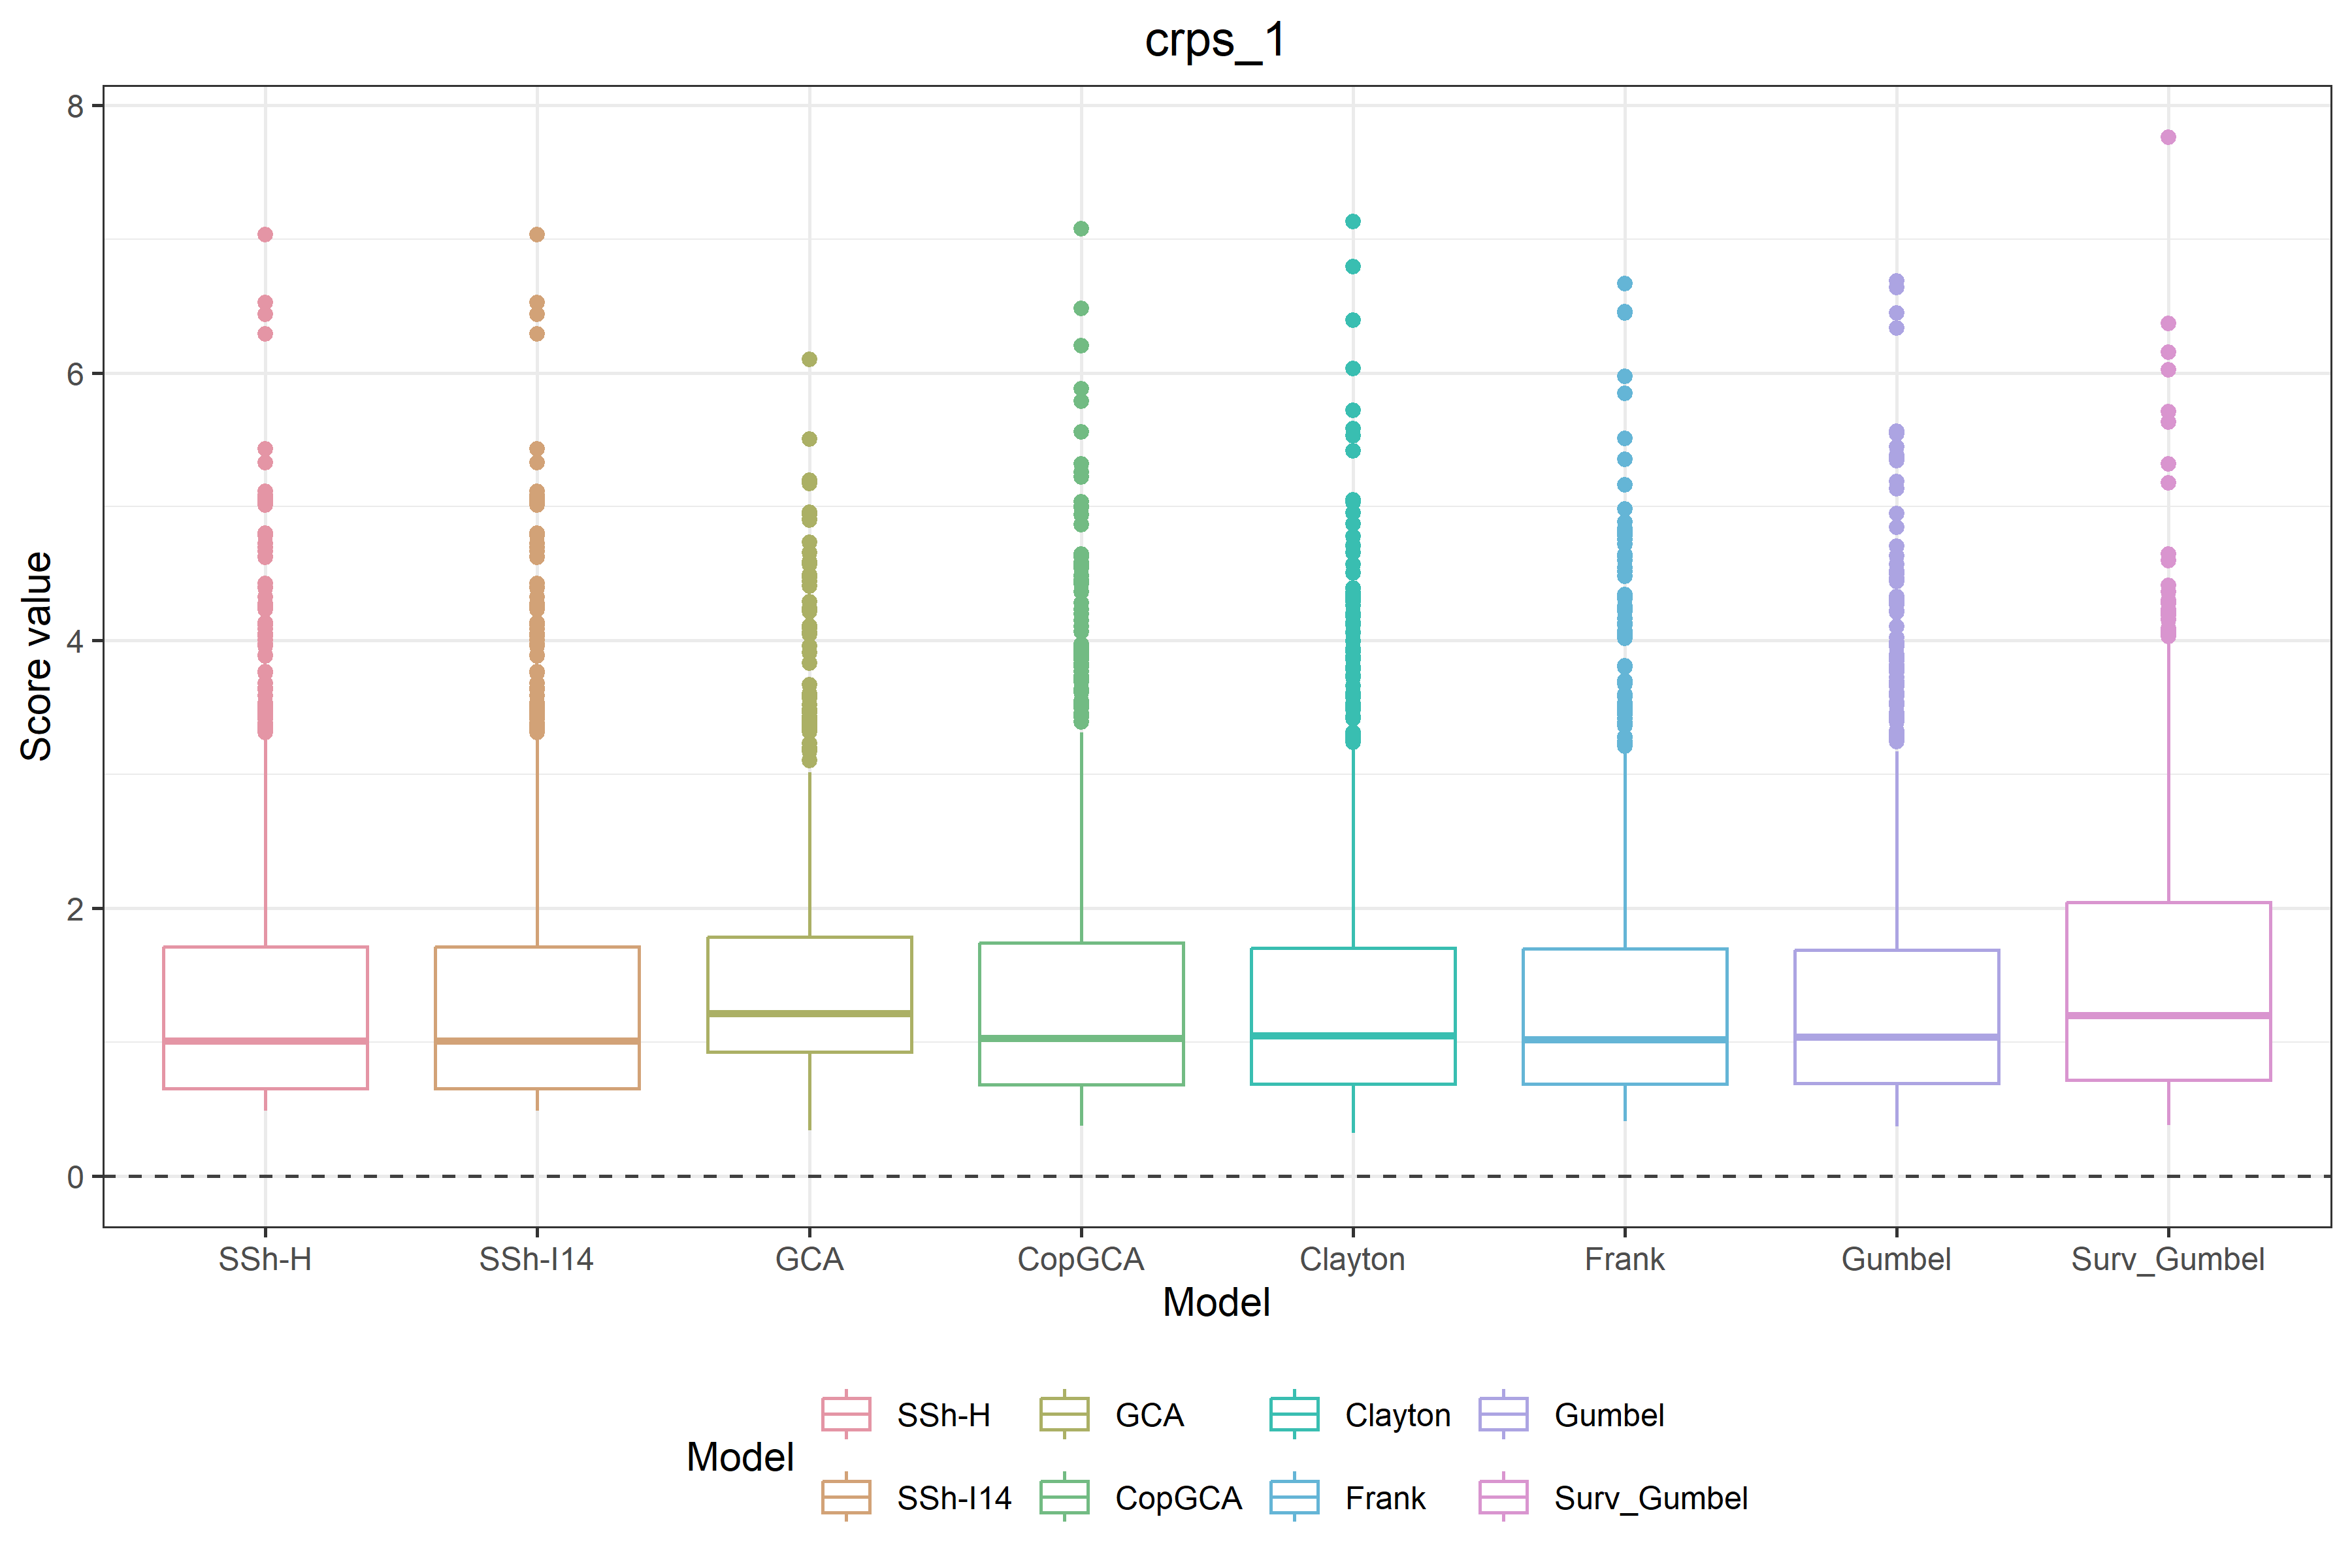 crps_1
8
6
4
2
0
Score value
SSh-H SSh-I14 GCA CopGCA Clayton Frank Gumbel Surv_Gumbel
Model
Model
SSh-H GCA Clayton Gumbel
SSh-I14 CopGCA Frank Surv_Gumbel